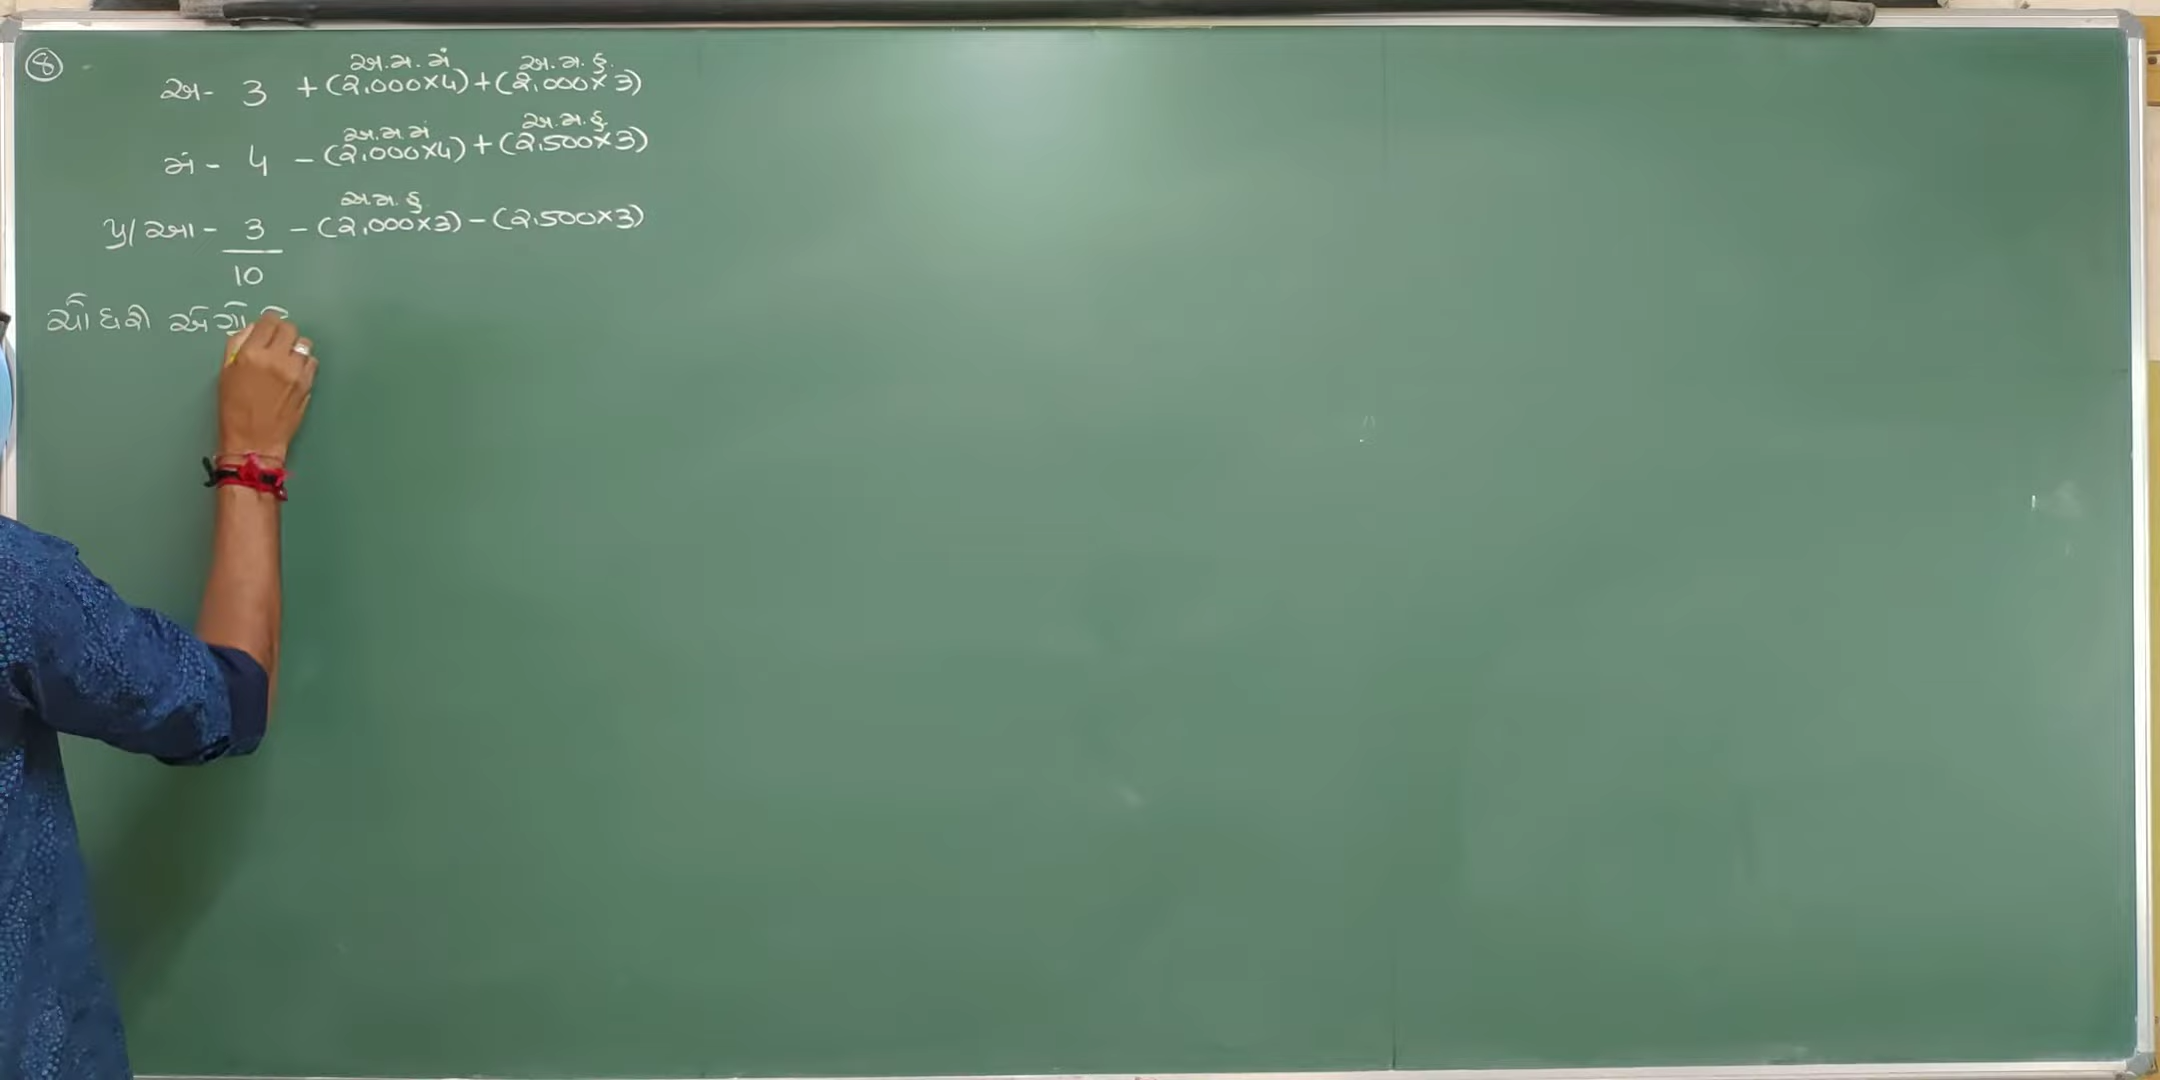 8
અ.મ.મં અ.મ.ફુ.
અ- 3 +(2,000×4)+(2,000×3)
અ.મ.મં અ.મ.ફુ.
મં - 4 -(2,000×4)+(2,500×3)
અ.મ.ફુ.
પુ/આ - 3 -(2,000×3)-(2,500×3)
10
ચૌધરી